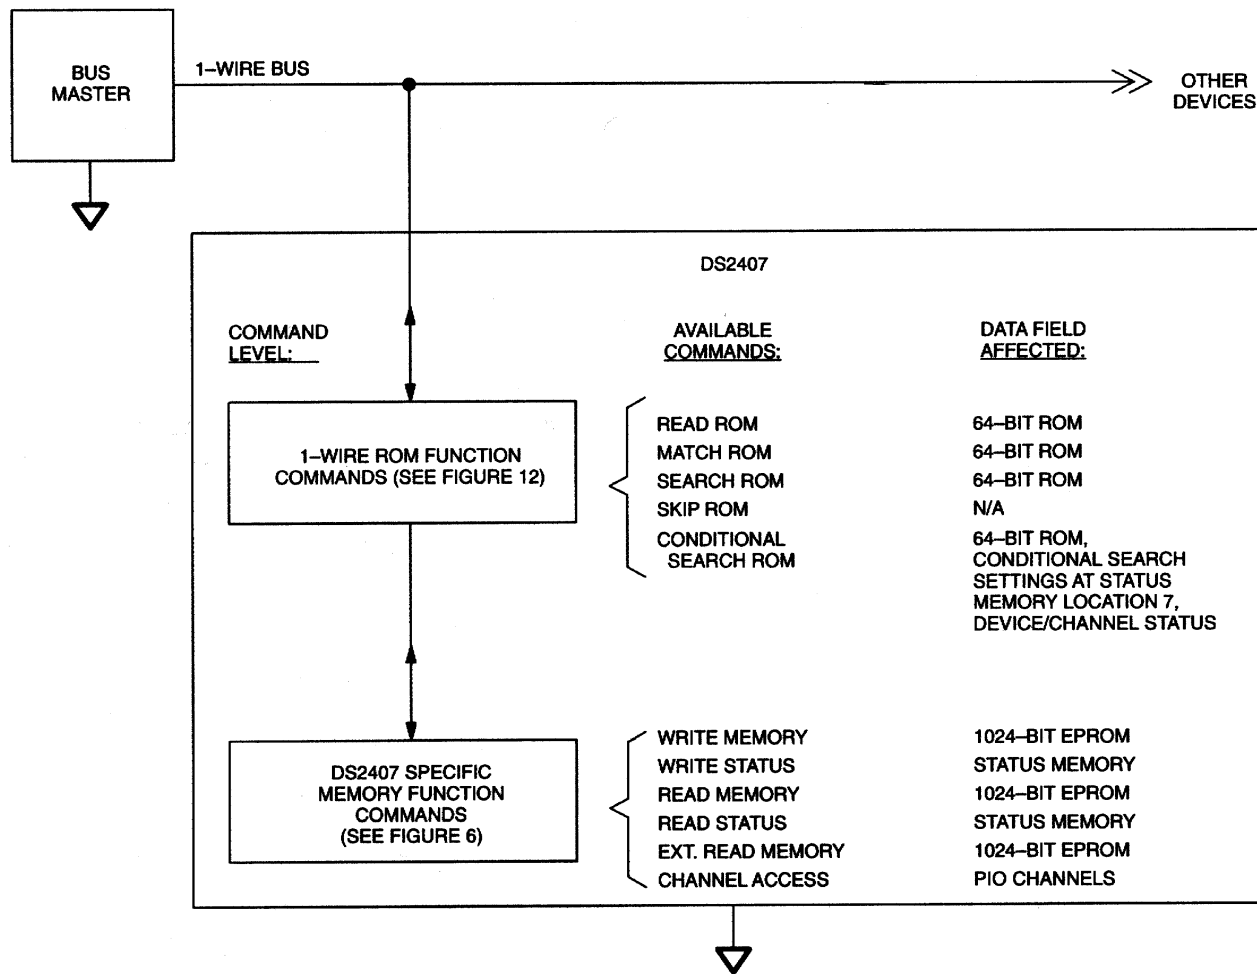 BUS
MASTER
1–WIRE BUS
OTHER
DEVICES
DS2407
COMMAND
LEVEL:
AVAILABLE
COMMANDS:
DATA FIELD
AFFECTED:
1–WIRE ROM FUNCTION
COMMANDS (SEE FIGURE 12)
READ ROM 64–BIT ROM
MATCH ROM 64–BIT ROM
SEARCH ROM 64–BIT ROM
SKIP ROM N/A
CONDITIONAL 64–BIT ROM,
SEARCH ROM CONDITIONAL SEARCH
SETTINGS AT STATUS
MEMORY LOCATION 7,
DEVICE/CHANNEL STATUS
DS2407 SPECIFIC
MEMORY FUNCTION
COMMANDS
(SEE FIGURE 6)
WRITE MEMORY 1024–BIT EPROM
WRITE STATUS STATUS MEMORY
READ MEMORY 1024–BIT EPROM
READ STATUS STATUS MEMORY
EXT. READ MEMORY 1024–BIT EPROM
CHANNEL ACCESS PIO CHANNELS